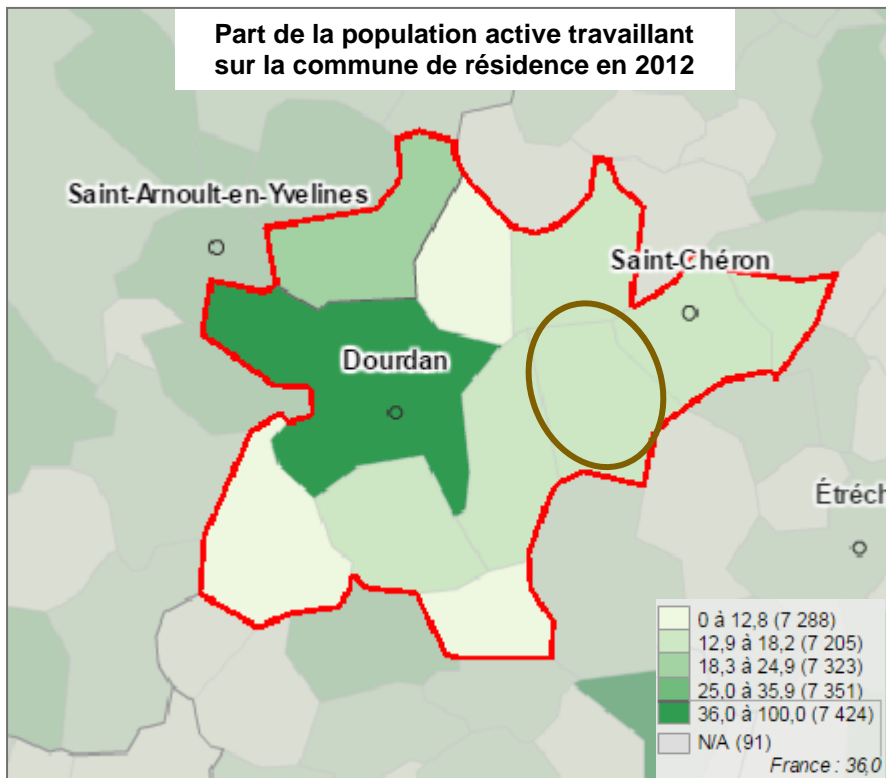 Part de la population active travaillant
sur la commune de résidence en 2012
Saint-Arnoult-en-Yvelines
Saint-Chéron
Dourdan
Étréch
0 à 12,8 (7 288)
12,9 à 18,2 (7 205)
18,3 à 24,9 (7 323)
25,0 à 35,9 (7 351)
36,0 à 100,0 (7 424)
N/A (91)
France : 36,0